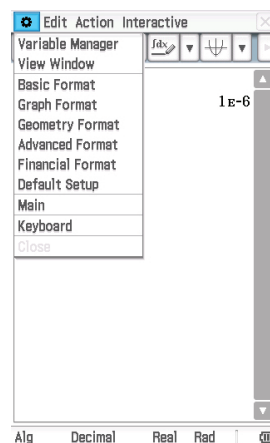 Edit Action Interactive
Variable Manager
∫dx
View Window
Basic Format
1E-6
Graph Format
Geometry Format
Advanced Format
Financial Format
Default Setup
Main
Keyboard
Close
Alg Decimal Real Rad